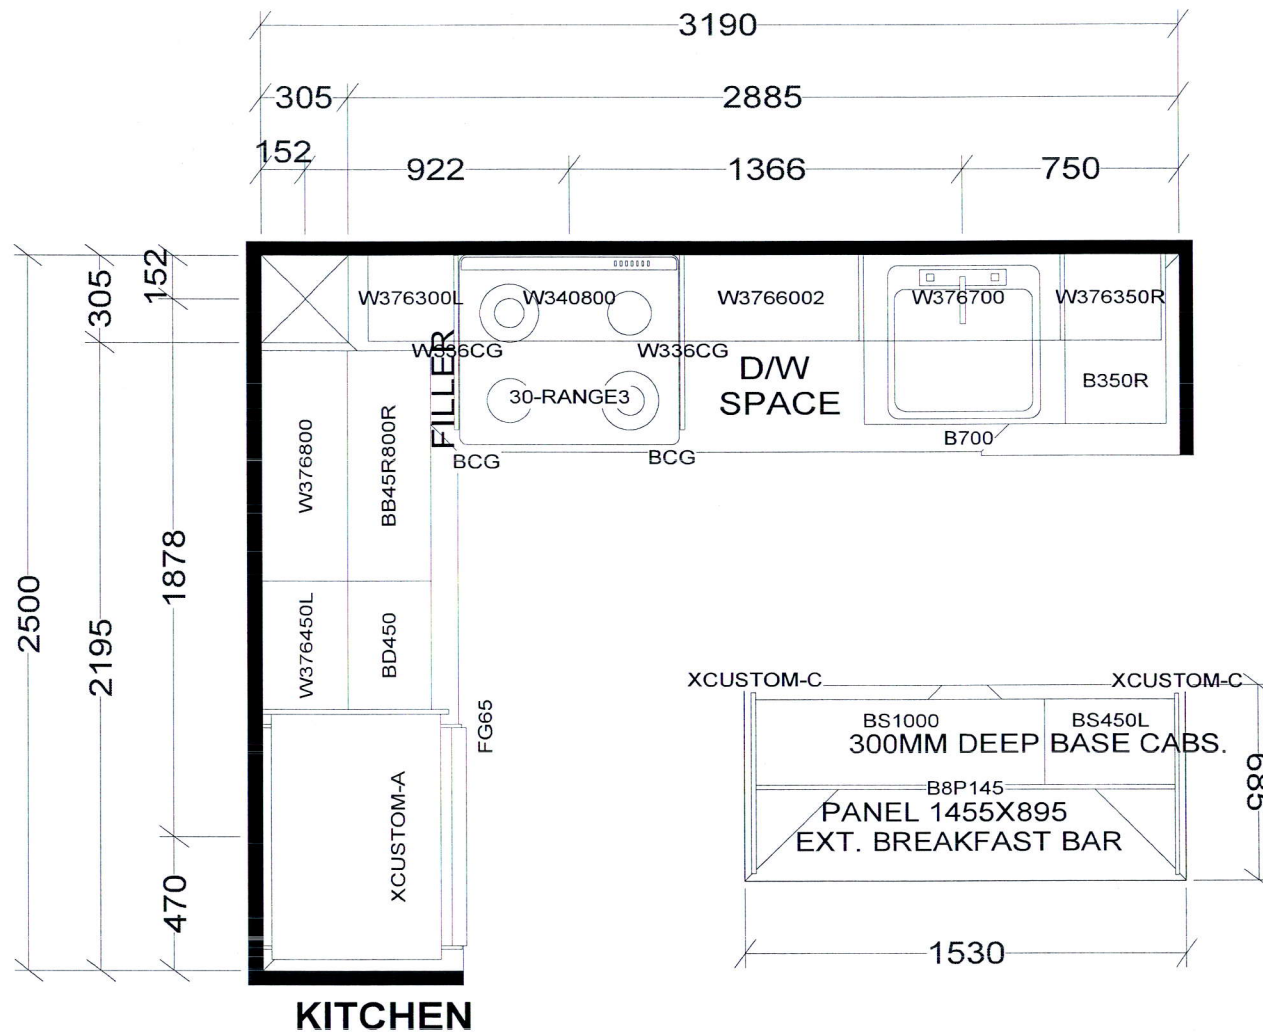 3190
305
2885
152
922
1366
750
2500
305
2195
152
1878
470
W376300L
W340800
W3766002
W376700
W376350R
W336CG
W336CG
FILLER
30-RANGE3
D/W
SPACE
B350R
B700
BCG
BCG
W376800
BB45R800R
W376450L
BD450
FG65
XCUSTOM-A
XCUSTOM-C
XCUSTOM-C
BS1000
BS450L
300MM DEEP BASE CABS.
B8P145
PANEL 1455X895
EXT. BREAKFAST BAR
685
1530
KITCHEN